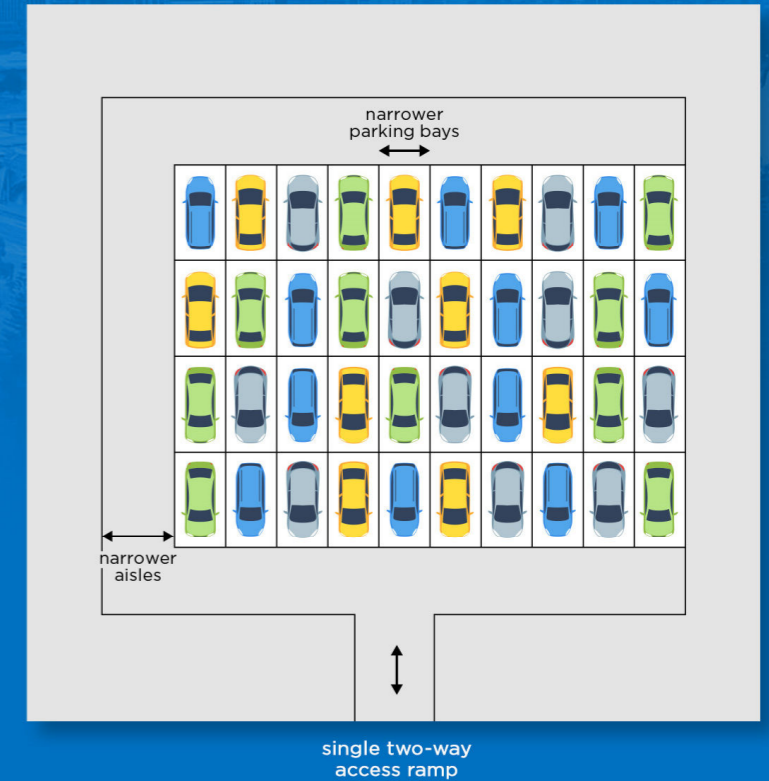 narrower
parking bays
narrower
aisles
single two-way
access ramp